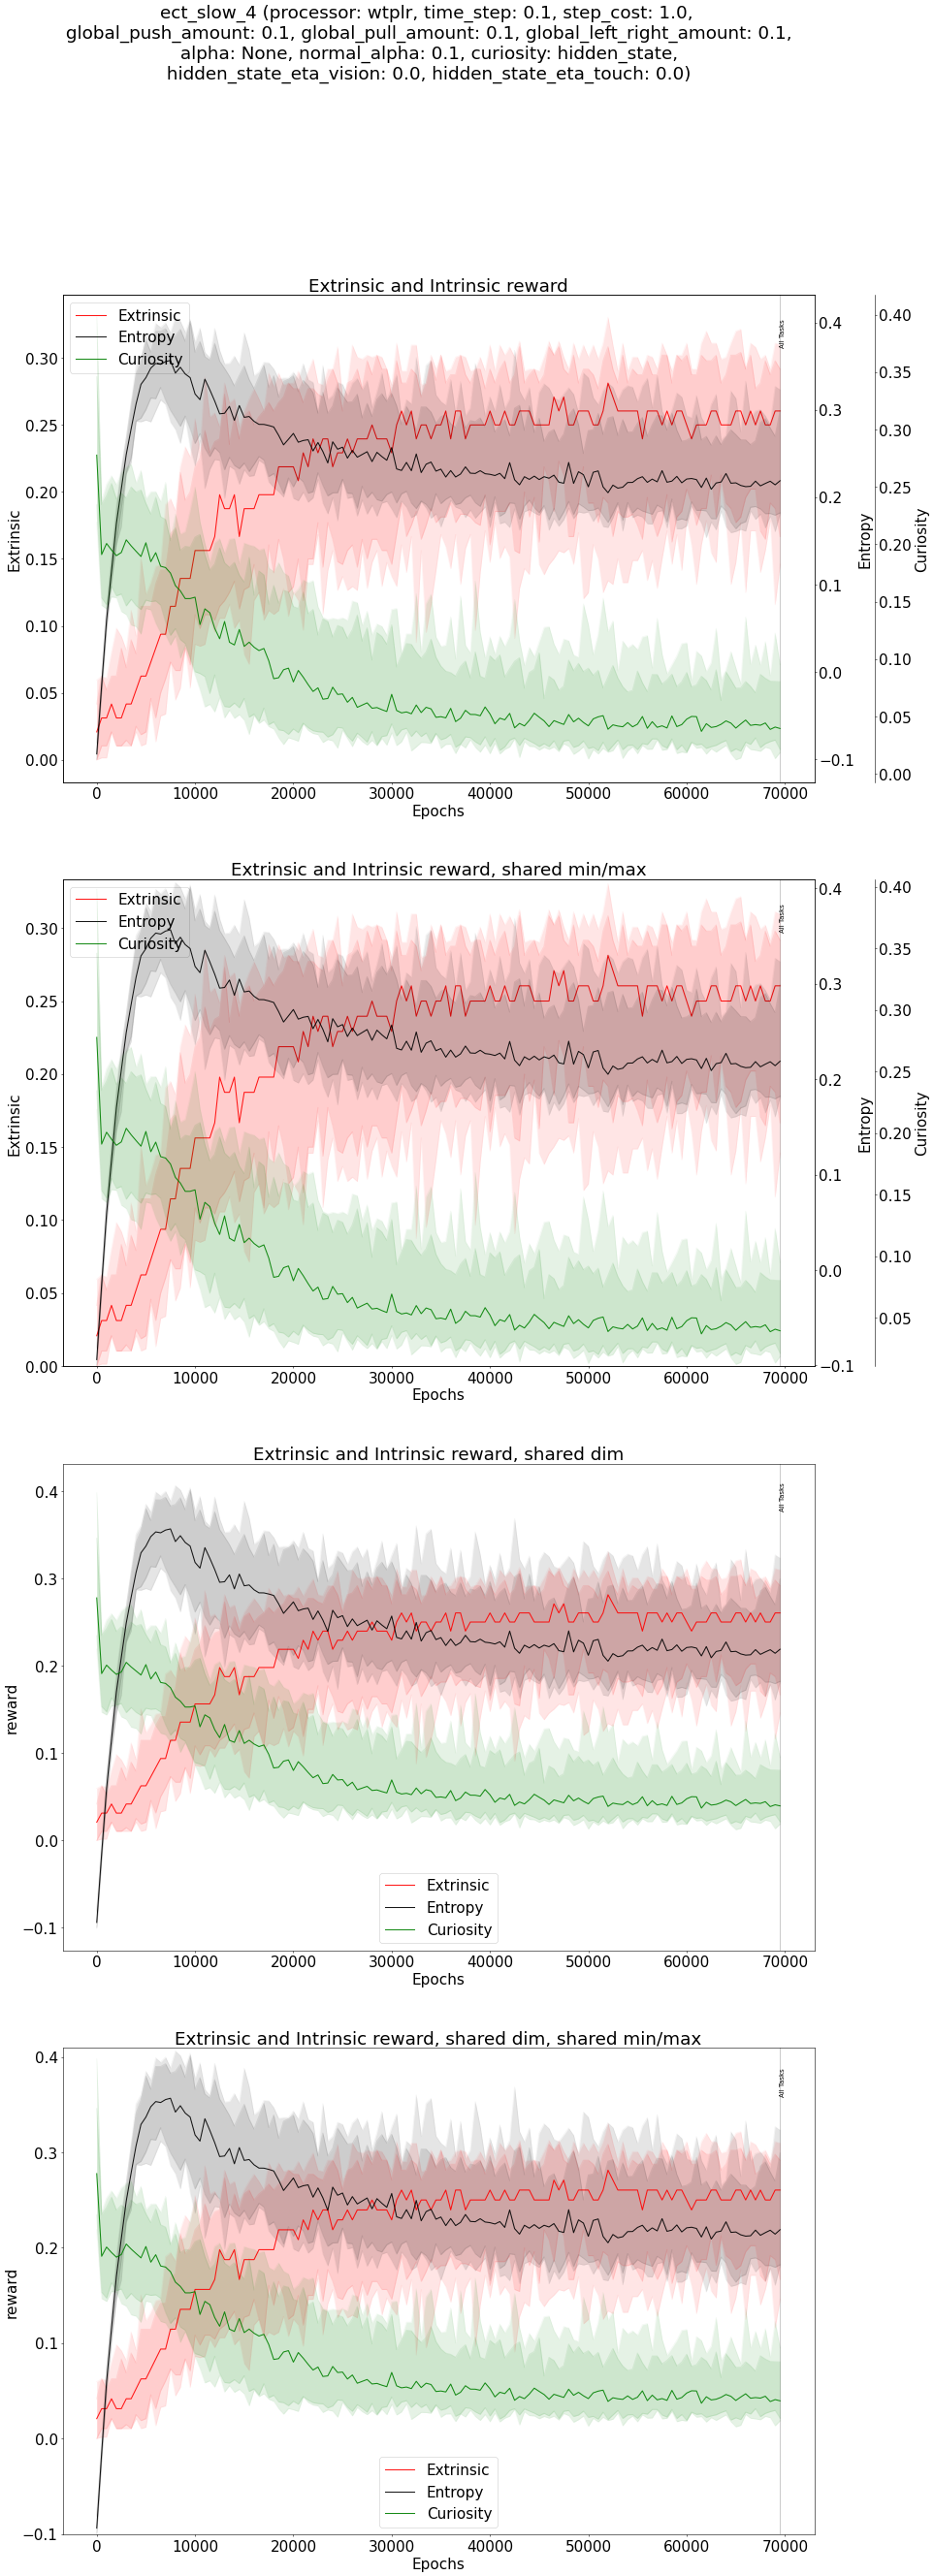 ect_slow_4 (processor: wtplr, time_step: 0.1, step_cost: 1.0,
global_push_amount: 0.1, global_pull_amount: 0.1, global_left_right_amount: 0.1,
alpha: None, normal_alpha: 0.1, curiosity: hidden_state,
hidden_state_eta_vision: 0.0, hidden_state_eta_touch: 0.0)
Extrinsic and Intrinsic reward
Extrinsic
Entropy
Curiosity
All Tasks
0.30
0.25
0.20
0.15
0.10
0.05
0.00
Extrinsic
0.4
0.3
0.2
0.1
0.0
−0.1
Entropy
0.40
0.35
0.30
0.25
0.20
0.15
0.10
0.05
0.00
Curiosity
0 10000 20000 30000 40000 50000 60000 70000
Epochs
Extrinsic and Intrinsic reward, shared min/max
Extrinsic
Entropy
Curiosity
All Tasks
0.30
0.25
0.20
0.15
0.10
0.05
0.00
Extrinsic
0.4
0.3
0.2
0.1
0.0
−0.1
Entropy
0.40
0.35
0.30
0.25
0.20
0.15
0.10
0.05
Curiosity
0 10000 20000 30000 40000 50000 60000 70000
Epochs
Extrinsic and Intrinsic reward, shared dim
All Tasks
0.4
0.3
0.2
0.1
0.0
−0.1
reward
Extrinsic
Entropy
Curiosity
0 10000 20000 30000 40000 50000 60000 70000
Epochs
Extrinsic and Intrinsic reward, shared dim, shared min/max
All Tasks
0.4
0.3
0.2
0.1
0.0
−0.1
reward
Extrinsic
Entropy
Curiosity
0 10000 20000 30000 40000 50000 60000 70000
Epochs